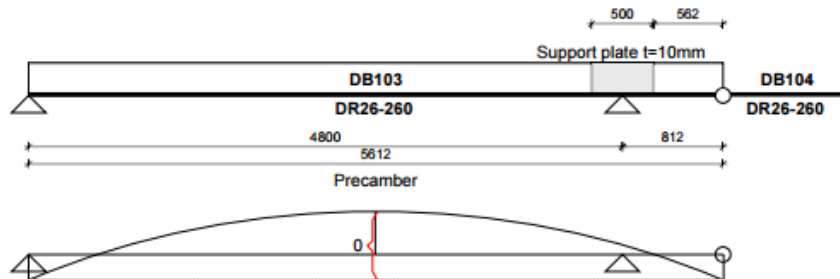 500 562
Support plate t=10mm
DB103 DB104
DR26-260 DR26-260
4800 812
5612
Precamber
0